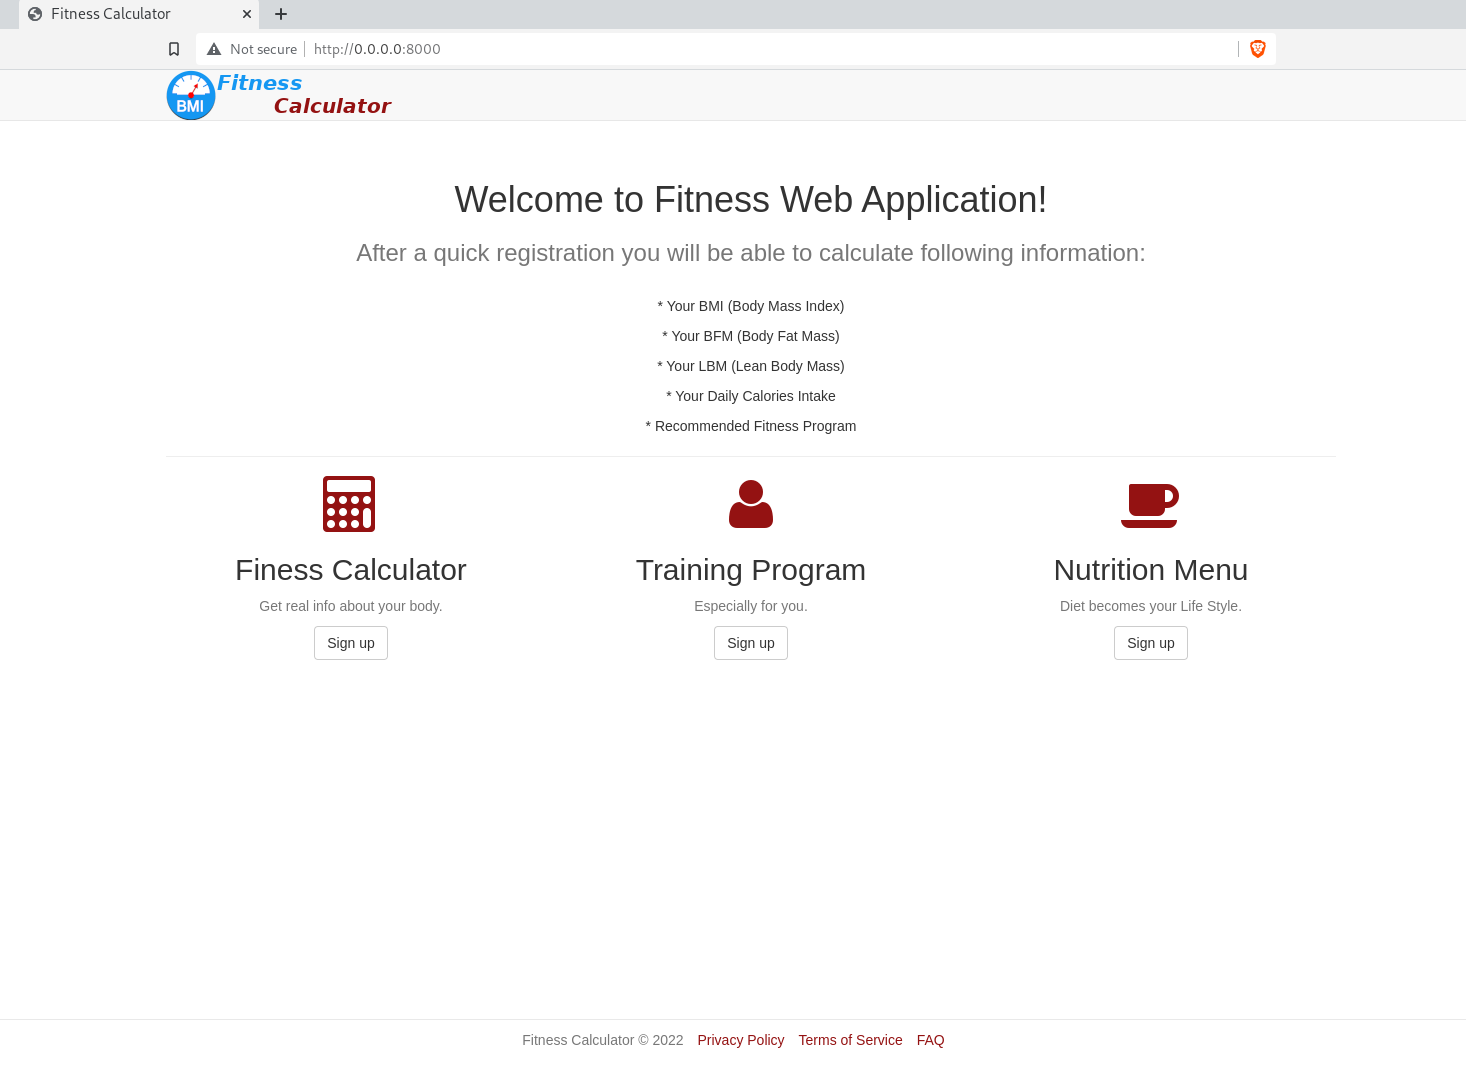 Fitness Calculator
Not secure http://0.0.0.0:8000
BMI
Fitness
Calculator
Welcome to Fitness Web Application!
After a quick registration you will be able to calculate following information:
* Your BMI (Body Mass Index)
* Your BFM (Body Fat Mass)
* Your LBM (Lean Body Mass)
* Your Daily Calories Intake
* Recommended Fitness Program
Finess Calculator
Get real info about your body.
Sign up
Training Program
Especially for you.
Sign up
Nutrition Menu
Diet becomes your Life Style.
Sign up
Fitness Calculator © 2022 Privacy Policy Terms of Service FAQ